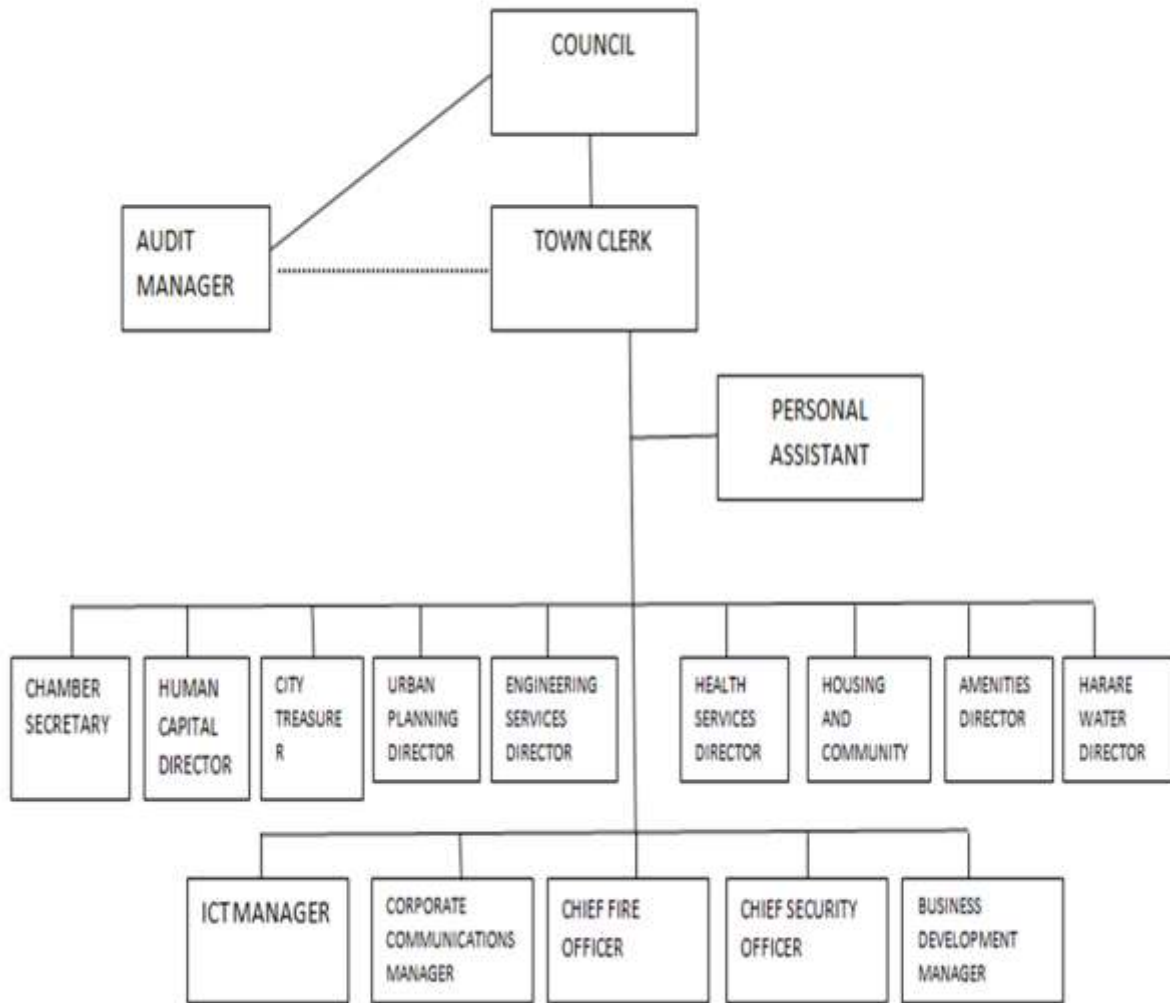 COUNCIL
AUDIT
MANAGER
TOWN CLERK
PERSONAL
ASSISTANT
CHAMBER
SECRETARY
HUMAN
CAPITAL
DIRECTOR
CITY
TREASURE
R
URBAN
PLANNING
DIRECTOR
ENGINEERING
SERVICES
DIRECTOR
HEALTH
SERVICES
DIRECTOR
HOUSING
AND
COMMUNITY
AMENITIES
DIRECTOR
HARARE
WATER
DIRECTOR
ICT MANAGER
CORPORATE
COMMUNICATIONS
MANAGER
CHIEF FIRE
OFFICER
CHIEF SECURITY
OFFICER
BUSINESS
DEVELOPMENT
MANAGER